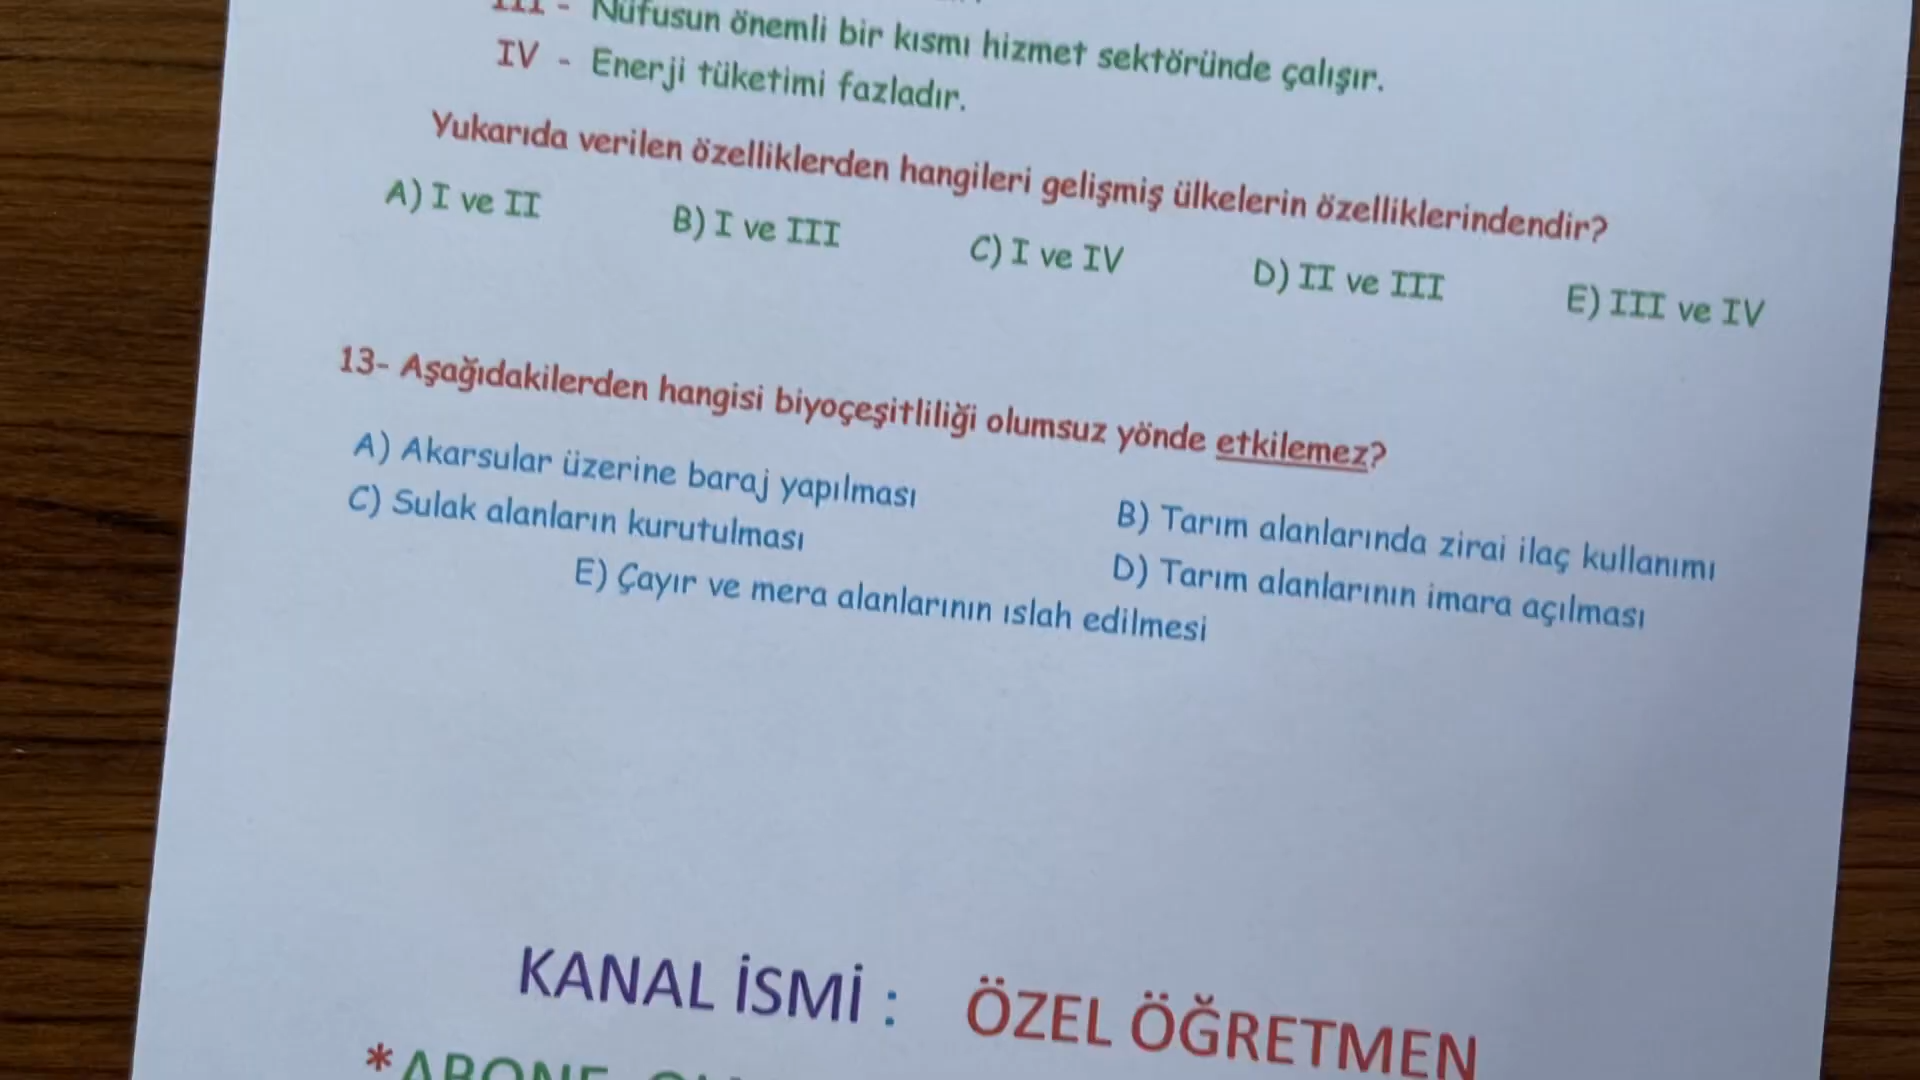 III - Nüfusun önemli bir kısmı hizmet sektöründe çalışır.
IV - Enerji tüketimi fazladır.
Yukarıda verilen özelliklerden hangileri gelişmiş ülkelerin özelliklerindendir?
A) I ve II B) I ve III C) I ve IV D) II ve III E) III ve IV
13- Aşağıdakilerden hangisi biyoçeşitliliği olumsuz yönde etkilemez?
A) Akarsular üzerine baraj yapılması B) Tarım alanlarında zirai ilaç kullanımı
C) Sulak alanların kurutulması D) Tarım alanlarının imara açılması
E) Çayır ve mera alanlarının ıslah edilmesi
KANAL İSMİ : ÖZEL ÖĞRETMEN
*ABONE